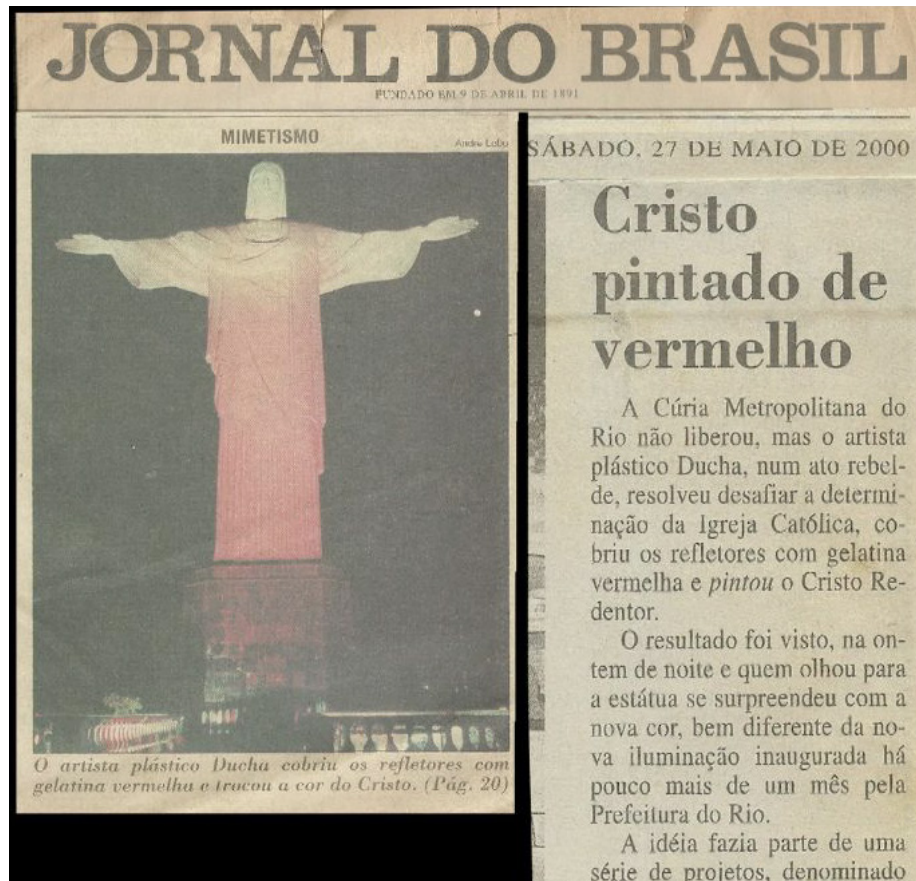 JORNAL DO BRASIL
FUNDADO EM 9 DE ABRIL DE 1891
MIMETISMO
André Lobo
O artista plástico Ducha cobriu os refletores com
gelatina vermelha e trocou a cor do Cristo. (Pág. 20)
SÁBADO, 27 DE MAIO DE 2000
Cristo
pintado de
vermelho
A Cúria Metropolitana do
Rio não liberou, mas o artista
plástico Ducha, num ato rebel-
de, resolveu desafiar a determi-
nação da Igreja Católica, co-
briu os refletores com gelatina
vermelha e pintou o Cristo Re-
dentor.
O resultado foi visto, na on-
tem de noite e quem olhou para
a estátua se surpreendeu com a
nova cor, bem diferente da no-
va iluminação inaugurada há
pouco mais de um mês pela
Prefeitura do Rio.
A idéia fazia parte de uma
série de projetos, denominado